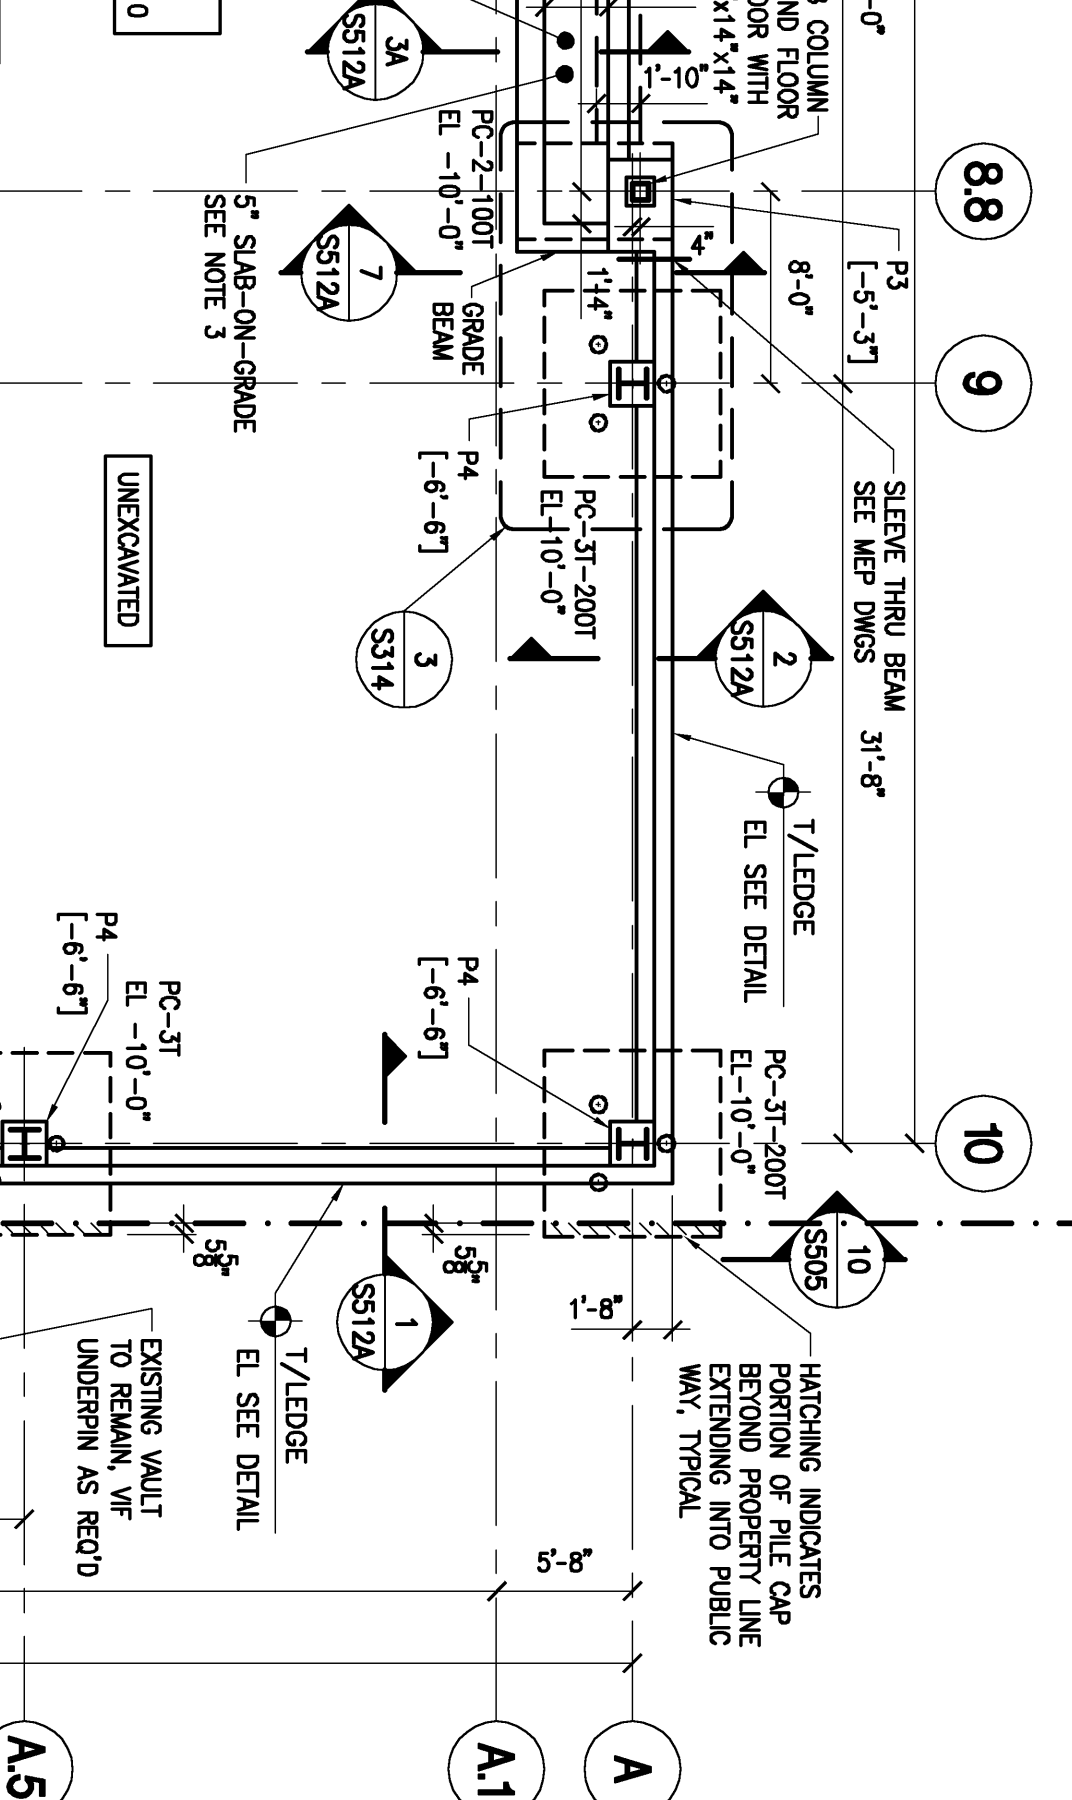 8.8
9
10
-0"
COLUMN
ND FLOOR
OOR WITH
x14"x14"
P3
[-5'-3"]
8'-0"
SLEEVE THRU BEAM
SEE MEP DWGS
31'-8"
1'-10"
4"
1'-4"
3A
S512A
PC-2-100T
EL -10'-0"
7
S512A
GRADE
BEAM
5" SLAB-ON-GRADE
SEE NOTE 3
0
P4
[-6'-6"]
PC-3T-200T
EL-10'-0"
2
S512A
3
S314
UNEXCAVATED
T/LEDGE
EL SEE DETAIL
P4
[-6'-6"]
PC-3T-200T
EL-10'-0"
P4
[-6'-6"]
PC-3T
EL -10'-0"
10
S505
5 5/8"
5 5/8"
1
S512A
1'-8"
T/LEDGE
EL SEE DETAIL
HATCHING INDICATES
PORTION OF PILE CAP
BEYOND PROPERTY LINE
EXTENDING INTO PUBLIC
WAY, TYPICAL
EXISTING VAULT
TO REMAIN, VIF
UNDERPIN AS REQ'D
5'-8"
A
A.1
A.5